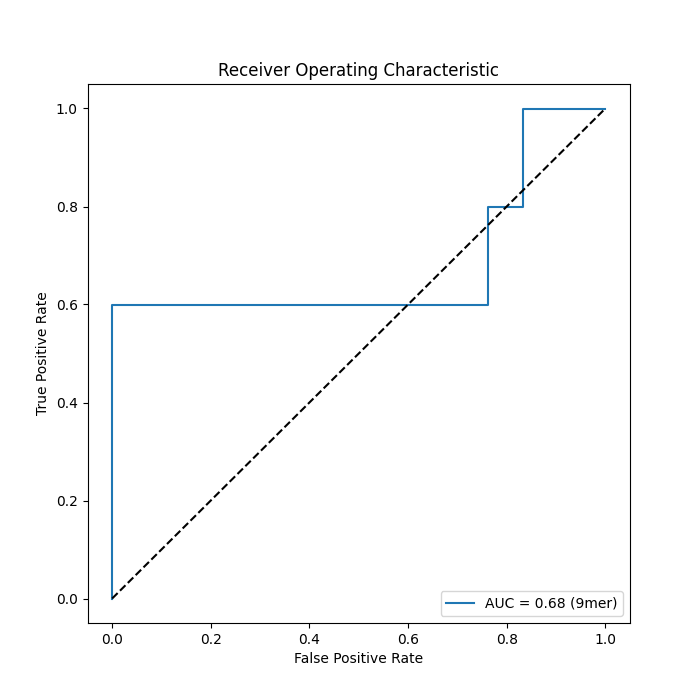 Receiver Operating Characteristic
True Positive Rate
1.0
0.8
0.6
0.4
0.2
0.0
AUC = 0.68 (9mer)
0.0 0.2 0.4 0.6 0.8 1.0
False Positive Rate